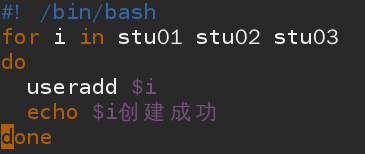 #! /bin/bash
for i in stu01 stu02 stu03
do
  useradd $i
  echo $i创建成功
done